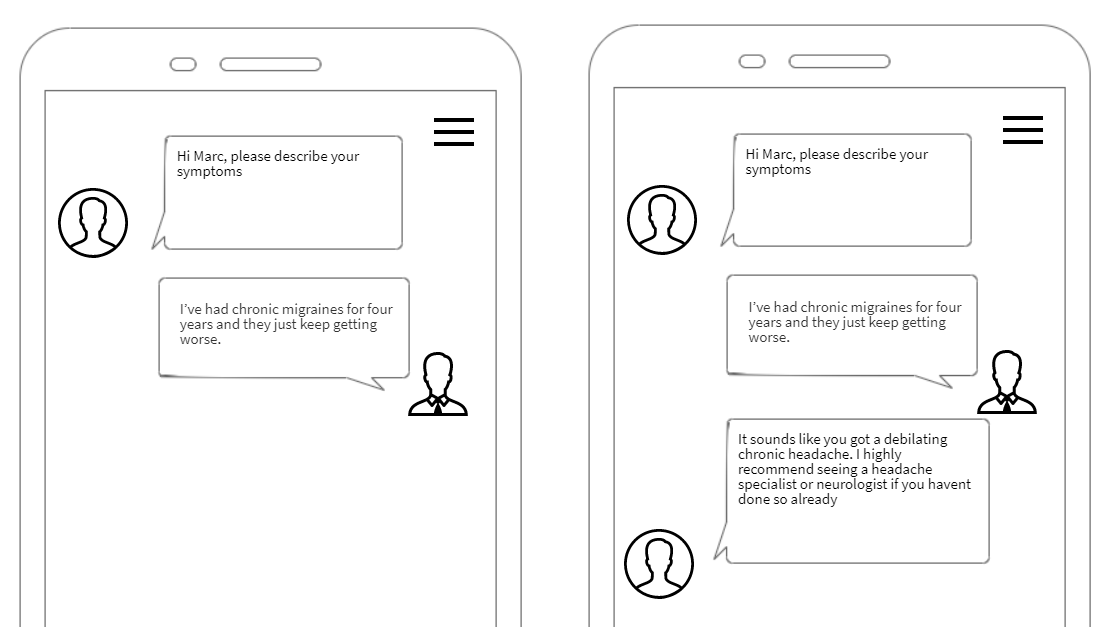 Hi Marc, please describe your
symptoms
I've had chronic migraines for four
years and they just keep getting
worse.
Hi Marc, please describe your
symptoms
I've had chronic migraines for four
years and they just keep getting
worse.
It sounds like you got a debilating
chronic headache. I highly
recommend seeing a headache
specialist or neurologist if you havent
done so already